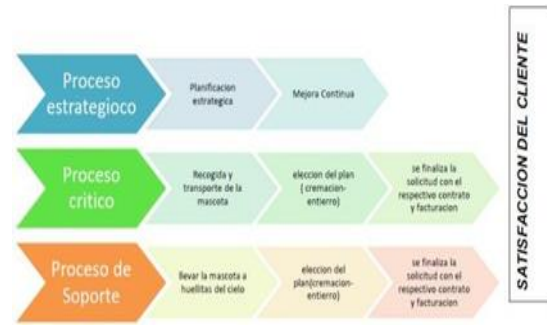 Proceso
estrategioco
Planificacion
estrategica
Mejora Continua
Proceso
critico
Recogida y
transporte de la
mascota
eleccion del plan
( cremacion-
entierro)
se finaliza la
solicitud con el
respectivo contrato
y facturacion
Proceso de
Soporte
llevar la mascota a
huellitas del cielo
eleccion del
plan(cremacion-
entierro)
se finaliza la
solicitud con el
respectivo contrato
y facturacion
SATISFACCION DEL CLIENTE